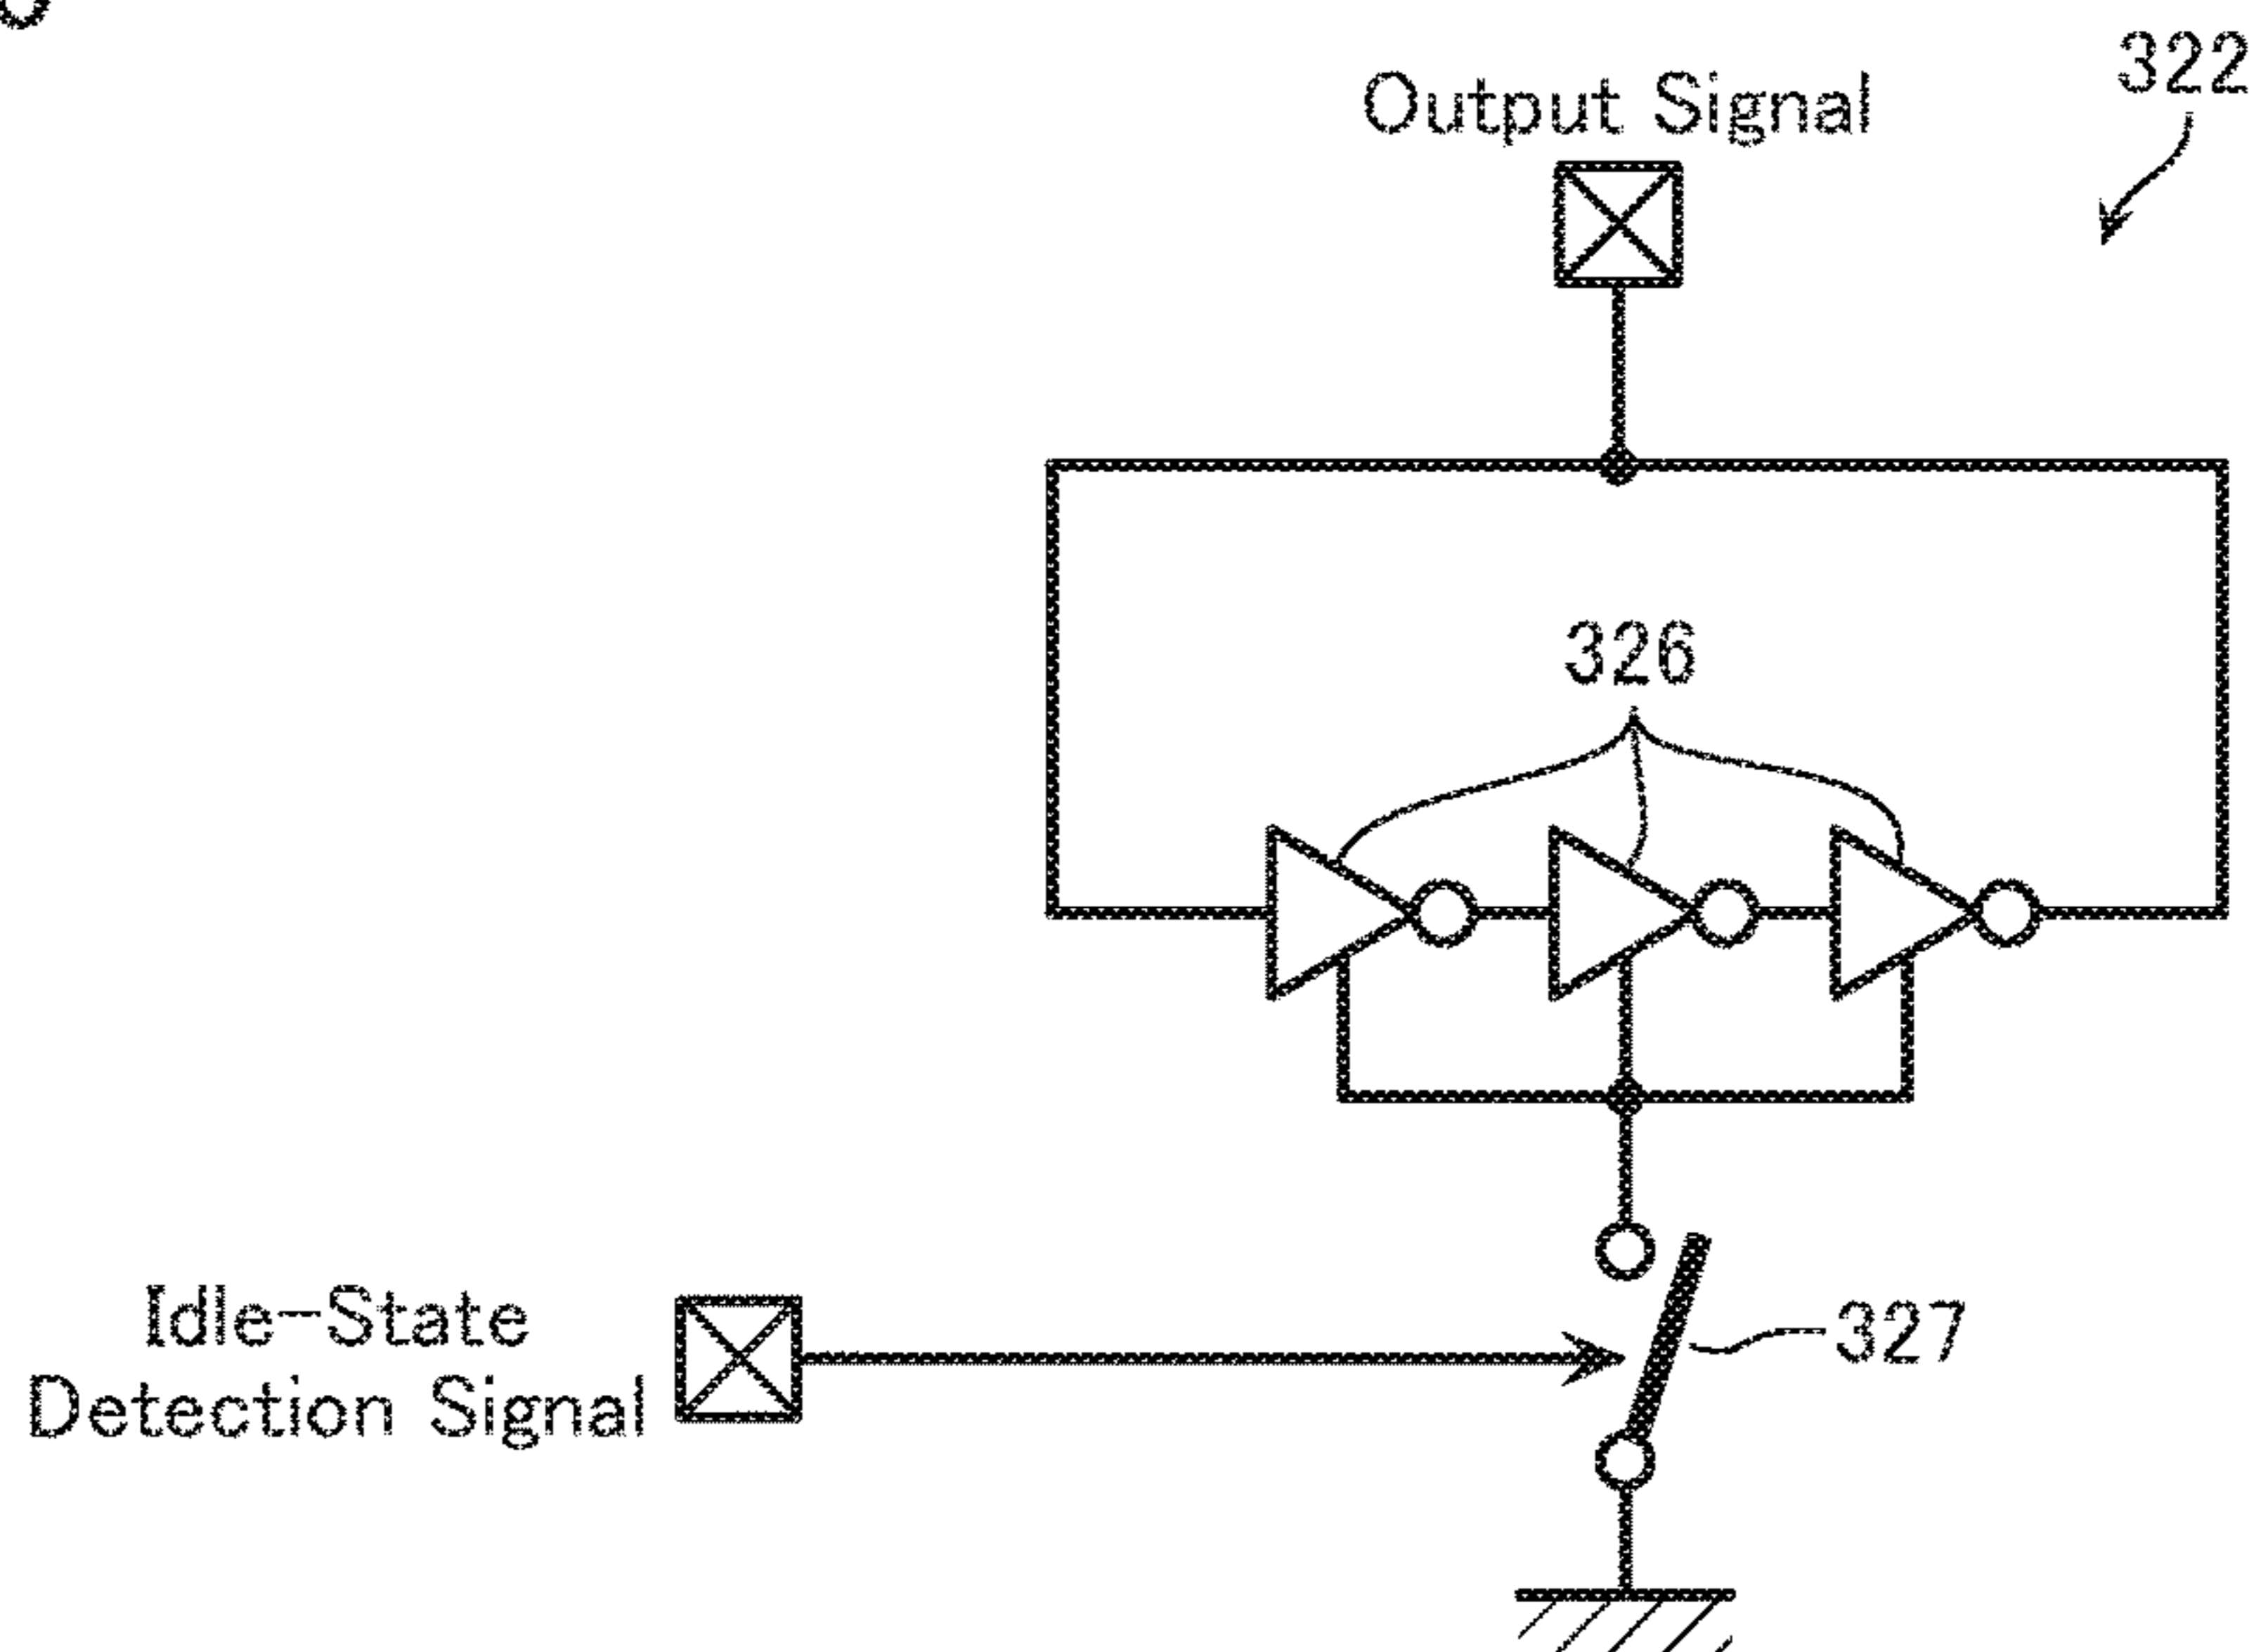 322
Output Signal
326
Idle-State
Detection Signal
327